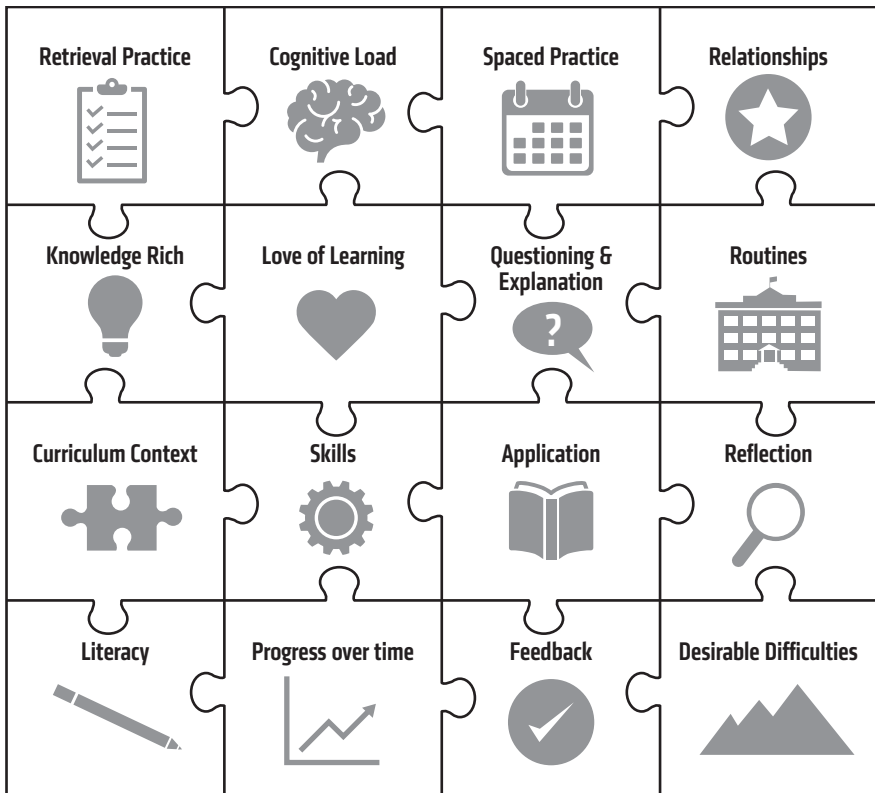 Retrieval Practice
Cognitive Load
Spaced Practice
Relationships
Knowledge Rich
Love of Learning
Questioning &
Explanation
?
Routines
Curriculum Context
Skills
Application
Reflection
Literacy
Progress over time
Feedback
Desirable Difficulties